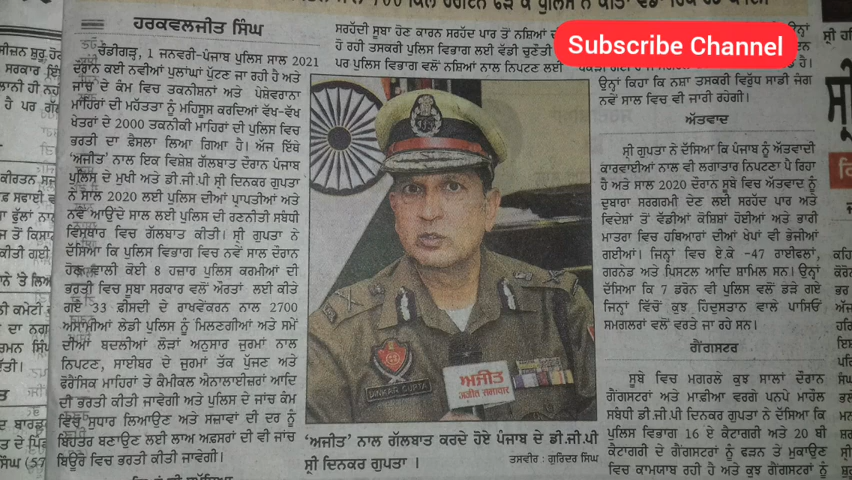 ਹਰਕਵਲਜੀਤ ਸਿੰਘ
ਚੰਡੀਗੜ੍ਹ, 1 ਜਨਵਰੀ-ਪੰਜਾਬ ਪੁਲਿਸ ਸਾਲ 2021
ਦੌਰਾਨ ਕਈ ਨਵੀਆਂ ਪੁਲਾਂਘਾਂ ਪੁੱਟਣ ਜਾ ਰਹੀ ਹੈ ਅਤੇ
ਜਾਂਚ ਦੇ ਕੰਮ ਵਿਚ ਤਕਨੀਸ਼ਨਾਂ ਅਤੇ ਪੇਸ਼ੇਵਰਾਨਾ
ਮਾਹਿਰਾਂ ਦੀ ਮਹੱਤਤਾ ਨੂੰ ਮਹਿਸੂਸ ਕਰਦਿਆਂ ਵੱਖ-ਵੱਖ
ਖੇਤਰਾਂ ਦੇ 2000 ਤਕਨੀਕੀ ਮਾਹਿਰਾਂ ਦੀ ਪੁਲਿਸ ਵਿਚ
ਭਰਤੀ ਦਾ ਫ਼ੈਸਲਾ ਲਿਆ ਗਿਆ ਹੈ। ਅੱਜ ਇੱਥੇ
'ਅਜੀਤ' ਨਾਲ ਇਕ ਵਿਸ਼ੇਸ਼ ਗੱਲਬਾਤ ਦੌਰਾਨ ਪੰਜਾਬ
ਪੁਲਿਸ ਦੇ ਮੁਖੀ ਅਤੇ ਡੀ.ਜੀ.ਪੀ ਸ੍ਰੀ ਦਿਨਕਰ ਗੁਪਤਾ
ਨੇ ਸਾਲ 2020 ਲਈ ਪੁਲਿਸ ਦੀਆਂ ਪ੍ਰਾਪਤੀਆਂ ਅਤੇ
ਨਵੇਂ ਆਉਂਦੇ ਸਾਲ ਲਈ ਪੁਲਿਸ ਦੀ ਰਣਨੀਤੀ ਸਬੰਧੀ
ਵਿਸਥਾਰ ਵਿਚ ਗੱਲਬਾਤ ਕੀਤੀ। ਸ੍ਰੀ ਗੁਪਤਾ ਨੇ
ਦੱਸਿਆ ਕਿ ਪੁਲਿਸ ਵਿਭਾਗ ਵਿਚ ਨਵੇਂ ਸਾਲ ਦੌਰਾਨ
ਹੋਣ ਵਾਲੀ ਕੋਈ 8 ਹਜ਼ਾਰ ਪੁਲਿਸ ਕਰਮੀਆਂ ਦੀ
ਭਰਤੀ ਵਿਚ ਸੂਬਾ ਸਰਕਾਰ ਵਲੋਂ ਔਰਤਾਂ ਲਈ ਕੀਤੇ
ਗਏ 33 ਫ਼ੀਸਦੀ ਦੇ ਰਾਖਵੇਂਕਰਨ ਨਾਲ 2700
ਅਸਾਮੀਆਂ ਲੇਡੀ ਪੁਲਿਸ ਨੂੰ ਮਿਲਣਗੀਆਂ ਅਤੇ ਸਮੇਂ
ਦੀਆਂ ਬਦਲੀਆਂ ਲੋੜਾਂ ਅਨੁਸਾਰ ਜੁਰਮਾਂ ਨਾਲ
ਨਿਪਟਣ, ਸਾਈਬਰ ਦੇ ਜੁਰਮਾਂ ਤੱਕ ਪੁੱਜਣ ਅਤੇ
ਫੋਰੈਂਸਿਕ ਮਾਹਿਰਾਂ ਤੇ ਕੈਮੀਕਲ ਐਨਾਲਾਈਜ਼ਰਾਂ ਆਦਿ
ਦੀ ਭਰਤੀ ਕੀਤੀ ਜਾਵੇਗੀ ਅਤੇ ਪੁਲਿਸ ਦੇ ਜਾਂਚ ਕੰਮ
ਵਿਚ ਸੁਧਾਰ ਲਿਆਉਣ ਅਤੇ ਸਜ਼ਾਵਾਂ ਦੀ ਦਰ ਨੂੰ
ਬਿਹਤਰ ਬਣਾਉਣ ਲਈ ਲਾਅ ਅਫ਼ਸਰਾਂ ਦੀ ਵੀ ਜਾਂਚ
ਬਿਊਰੋ ਵਿਚ ਭਰਤੀ ਕੀਤੀ ਜਾਵੇਗੀ।
ਸਰਹੱਦੀ ਸੂਬਾ ਹੋਣ ਕਾਰਨ ਸਰਹੱਦ ਪਾਰ ਤੋਂ ਨਸ਼ਿਆਂ
ਹੋ ਰਹੀ ਤਸਕਰੀ ਪੁਲਿਸ ਵਿਭਾਗ ਲਈ ਵੱਡੀ ਚੁਣੌਤੀ
ਪਰ ਪੁਲਿਸ ਵਿਭਾਗ ਵਲੋਂ ਨਸ਼ਿਆਂ ਨਾਲ ਨਿਪਟਣ ਲਈ
Subscribe Channel
DINKAR GUPTA
ਅਜੀਤ
ਅਜੀਤ ਸਮਾਚਾਰ
'ਅਜੀਤ' ਨਾਲ ਗੱਲਬਾਤ ਕਰਦੇ ਹੋਏ ਪੰਜਾਬ ਦੇ ਡੀ.ਜੀ.ਪੀ
ਸ੍ਰੀ ਦਿਨਕਰ ਗੁਪਤਾ ।
ਤਸਵੀਰ : ਗੁਰਿੰਦਰ ਸਿੰਘ
ਉਨ੍ਹਾਂ ਕਿਹਾ ਕਿ ਨਸ਼ਾ ਤਸਕਰੀ ਵਿਰੁੱਧ ਸਾਡੀ ਜੰਗ
ਨਵੇਂ ਸਾਲ ਵਿਚ ਵੀ ਜਾਰੀ ਰਹੇਗੀ।
ਅੱਤਵਾਦ
ਸ੍ਰੀ ਗੁਪਤਾ ਨੇ ਦੱਸਿਆ ਕਿ ਪੰਜਾਬ ਨੂੰ ਅੱਤਵਾਦੀ
ਕਾਰਵਾਈਆਂ ਨਾਲ ਵੀ ਲਗਾਤਾਰ ਨਿਪਟਣਾ ਪੈ ਰਿਹਾ
ਹੈ ਅਤੇ ਸਾਲ 2020 ਦੌਰਾਨ ਸੂਬੇ ਵਿਚ ਅੱਤਵਾਦ ਨੂੰ
ਦੁਬਾਰਾ ਸਰਗਰਮੀ ਦੇਣ ਲਈ ਸਰਹੱਦ ਪਾਰ ਅਤੇ
ਵਿਦੇਸ਼ਾਂ ਤੋਂ ਵੱਡੀਆਂ ਕੋਸ਼ਿਸ਼ਾਂ ਹੋਈਆਂ ਅਤੇ ਭਾਰੀ
ਮਾਤਰਾ ਵਿਚ ਹਥਿਆਰਾਂ ਦੀਆਂ ਖੇਪਾਂ ਵੀ ਭੇਜੀਆਂ
ਗਈਆਂ। ਜਿਨ੍ਹਾਂ ਵਿਚ ਏ.ਕੇ -47 ਰਾਈਫਲਾਂ,
ਗਰਨੇਡ ਅਤੇ ਪਿਸਟਲ ਆਦਿ ਸ਼ਾਮਿਲ ਸਨ। ਉਨ੍ਹਾਂ
ਦੱਸਿਆ ਕਿ 7 ਡਰੋਨ ਵੀ ਪੁਲਿਸ ਵਲੋਂ ਫੜੇ ਗਏ
ਜਿਨ੍ਹਾਂ ਵਿੱਚੋਂ ਕੁਝ ਹਿੰਦੁਸਤਾਨ ਵਾਲੇ ਪਾਸਿਓਂ
ਸਮਗਲਰਾਂ ਵਲੋਂ ਵਰਤੇ ਜਾ ਰਹੇ ਸਨ।
ਗੈਂਗਸਟਰ
ਸੂਬੇ ਵਿਚ ਮਗਰਲੇ ਕੁਝ ਸਾਲਾਂ ਦੌਰਾਨ
ਗੈਂਗਸਟਰਾਂ ਅਤੇ ਮਾਫੀਆ ਵਰਗੇ ਪਨਪੇ ਮਾਹੌਲ
ਸਬੰਧੀ ਡੀ.ਜੀ.ਪੀ ਦਿਨਕਰ ਗੁਪਤਾ ਨੇ ਦੱਸਿਆ ਕਿ
ਪੁਲਿਸ ਵਿਭਾਗ 16 ਏ ਕੈਟਾਗਰੀ ਅਤੇ 20 ਬੀ
ਕੈਟਾਗਰੀ ਦੇ ਗੈਂਗਸਟਰਾਂ ਨੂੰ ਫੜਨ ਤੇ ਮੁਕਾਉਣ
ਵਿਚ ਕਾਮਯਾਬ ਰਹੀ ਹੈ ਅਤੇ ਕੁਝ ਗੈਂਗਸਟਰਾਂ ਨੂੰ